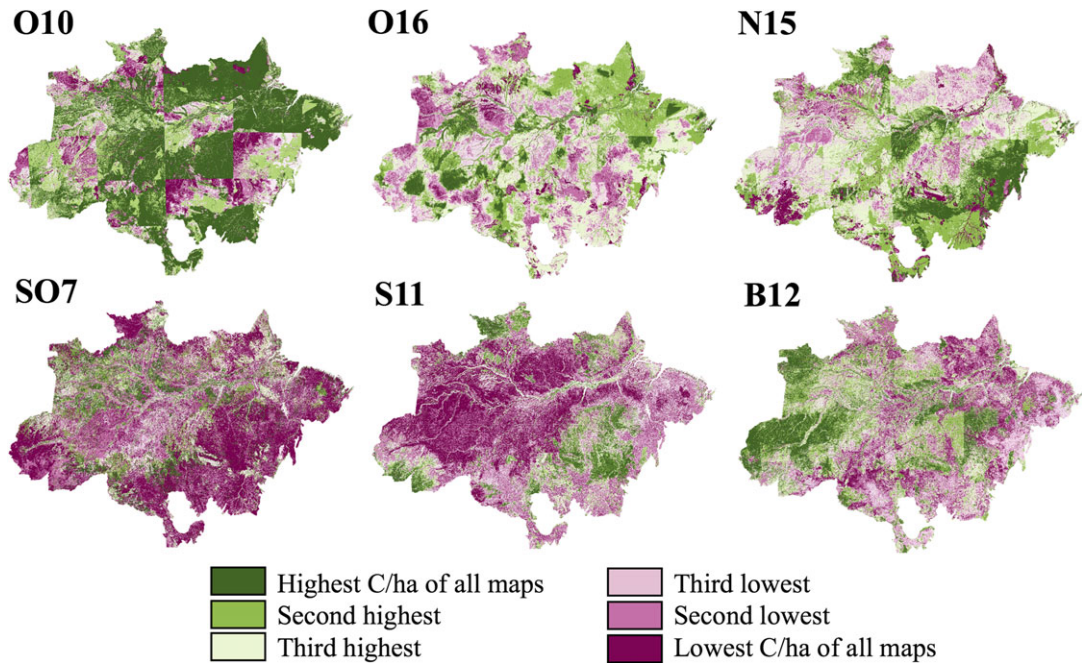 O10 O16 N15
SO7 S11 B12
Highest C/ha of all maps Third lowest
Second highest Second lowest
Third highest Lowest C/ha of all maps